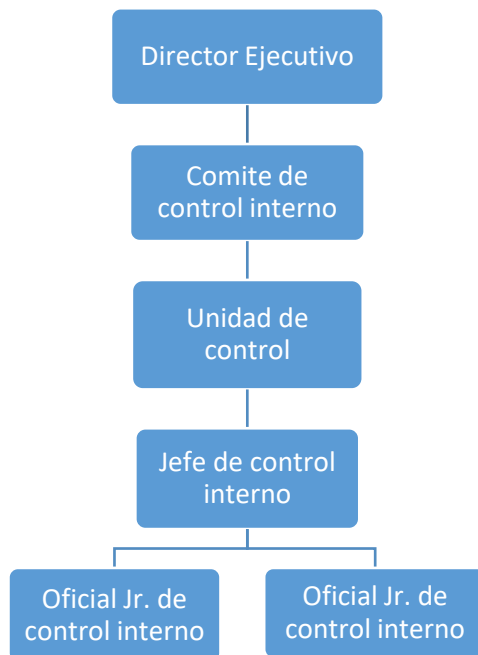 Director Ejecutivo
Comite de
control interno
Unidad de
control
Jefe de control
interno
Oficial Jr. de
control interno
Oficial Jr. de
control interno